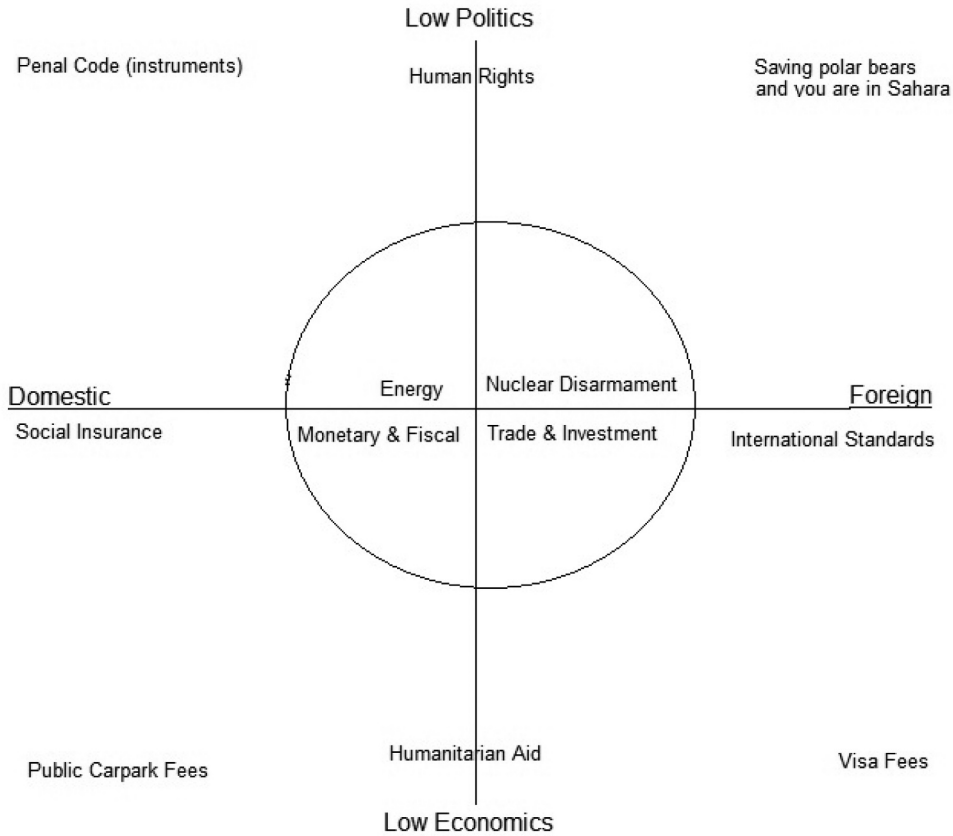 Low Politics
Penal Code (instruments)
Human Rights
Saving polar bears
and you are in Sahara
Domestic
Energy
Nuclear Disarmament
Foreign
Social Insurance
Monetary & Fiscal
Trade & Investment
International Standards
Public Carpark Fees
Humanitarian Aid
Visa Fees
Low Economics